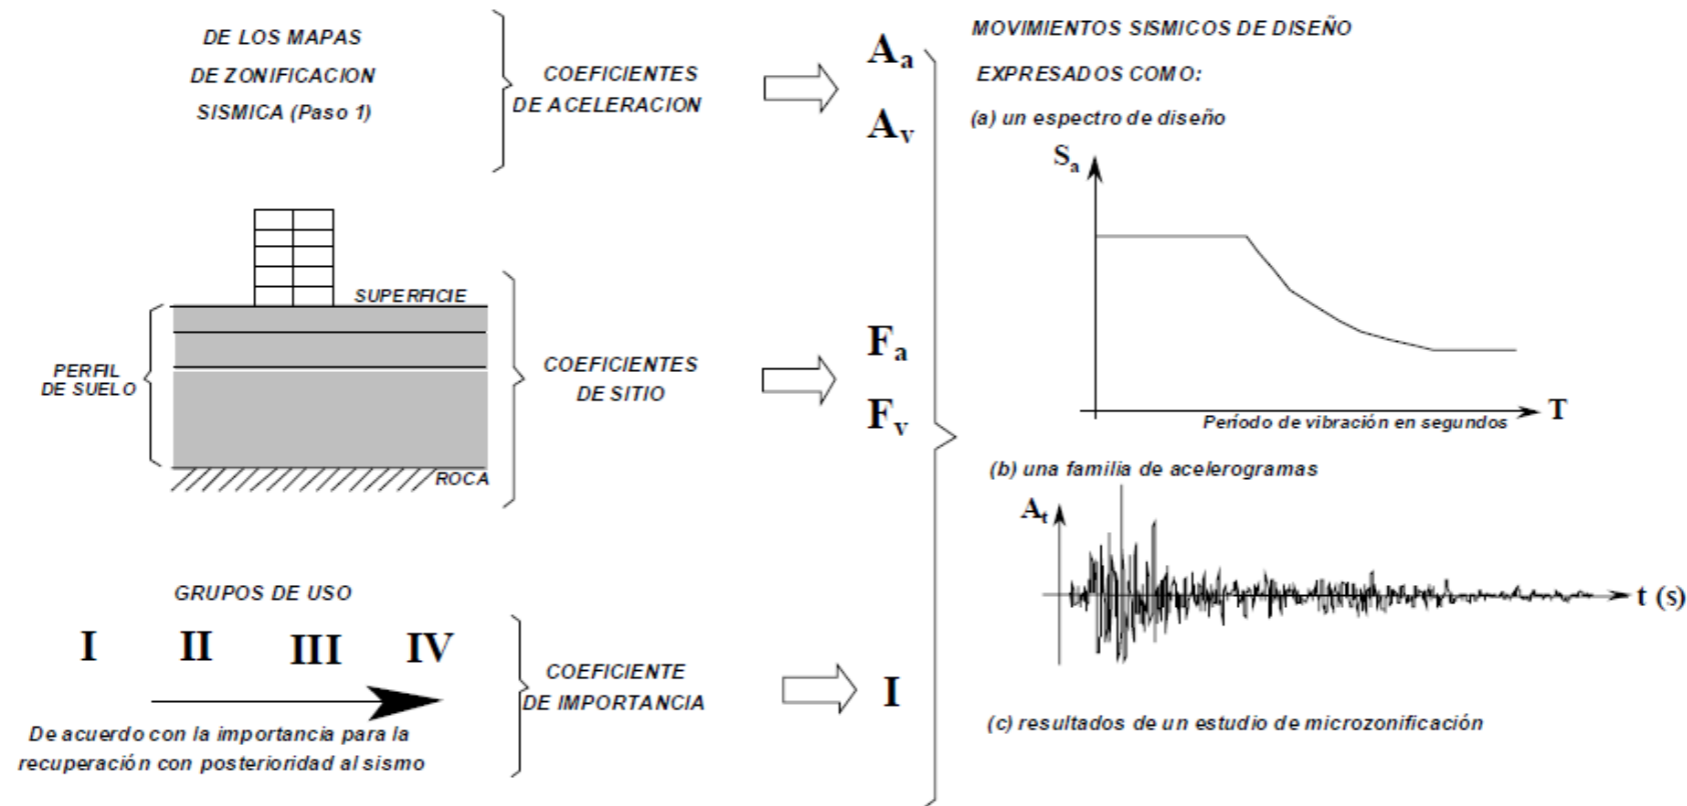 DE LOS MAPAS
DE ZONIFICACION
SISMICA (Paso 1)
COEFICIENTES
DE ACELERACION
Aa
Av
PERFIL
DE SUELO
SUPERFICIE
ROCA
COEFICIENTES
DE SITIO
Fa
Fv
GRUPOS DE USO
I II III IV
De acuerdo con la importancia para la
recuperación con posterioridad al sismo
COEFICIENTE
DE IMPORTANCIA
I
MOVIMIENTOS SISMICOS DE DISEÑO
EXPRESADOS COMO:
(a) un espectro de diseño
Sa
T
Período de vibración en segundos
(b) una familia de acelerogramas
At
t (s)
(c) resultados de un estudio de microzonificación